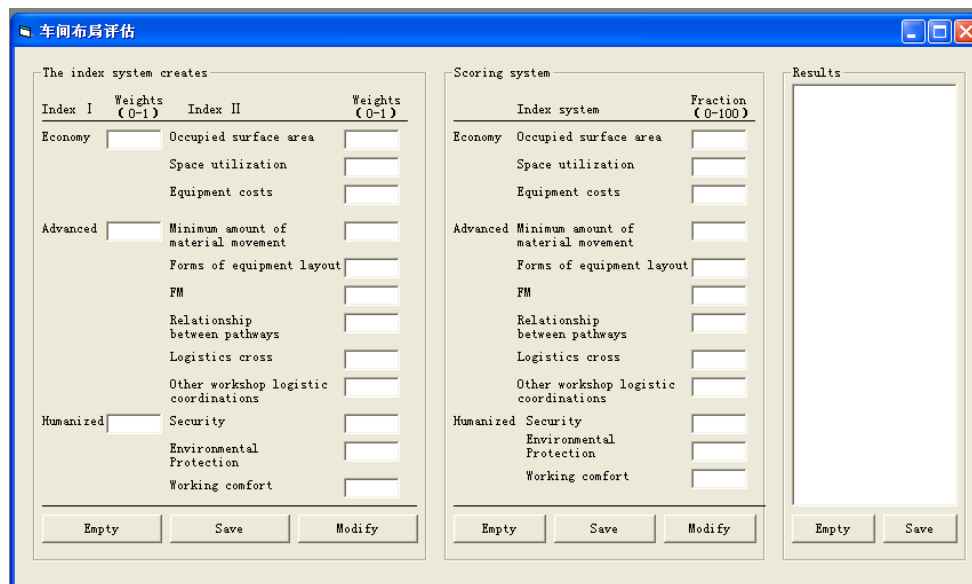 车间布局评估
The index system creates
Index I Weights Index II Weights
(0-1) (0-1)
Economy Occupied surface area
Space utilization
Equipment costs
Advanced Minimum amount of
material movement
Forms of equipment layout
FM
Relationship
between pathways
Logistics cross
Other workshop logistic
coordinations
Humanized Security
Environmental
Protection
Working comfort
Empty Save Modify
Scoring system
Index system Fraction
(0-100)
Economy Occupied surface area
Space utilization
Equipment costs
Advanced Minimum amount of
material movement
Forms of equipment layout
FM
Relationship
between pathways
Logistics cross
Other workshop logistic
coordinations
Humanized Security
Environmental
Protection
Working comfort
Empty Save Modify
Results
Empty Save